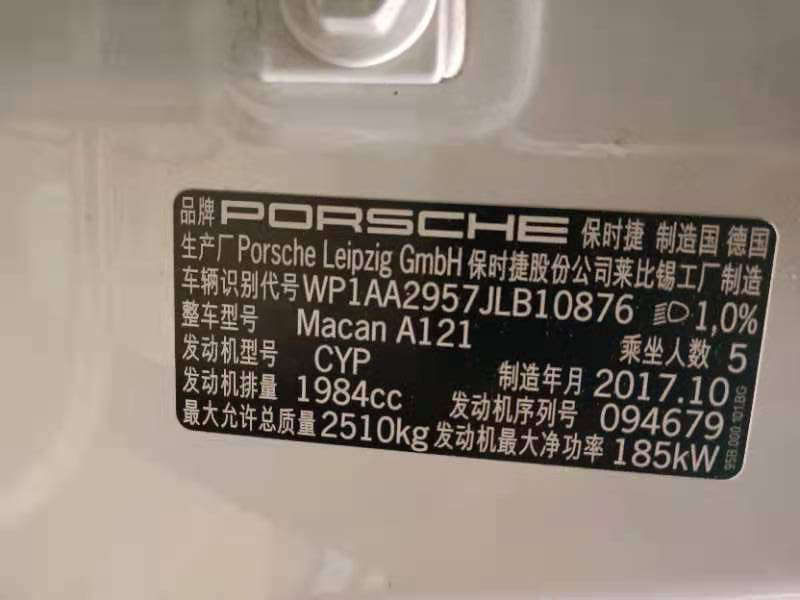 品牌 PORSCHE 保时捷 制造国 德国
生产厂 Porsche Leipzig GmbH 保时捷股份公司莱比锡工厂制造
车辆识别代号 WP1AA2957JLB10876 1,0%
整车型号 Macan A121 乘坐人数 5
发动机型号 CYP 制造年月 2017.10
发动机排量 1984cc 发动机序列号 094679
最大允许总质量 2510kg 发动机最大净功率 185kW
95B.000.101BG